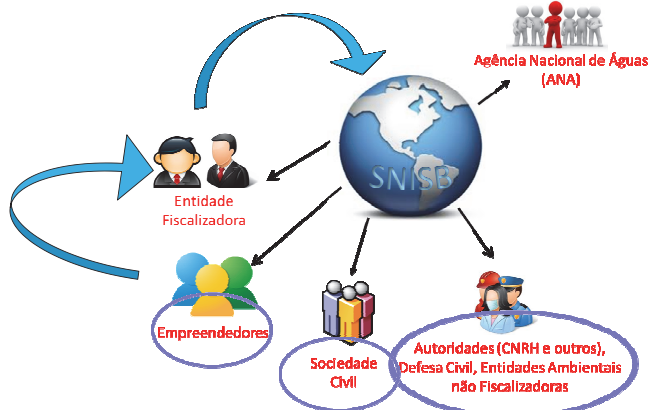 Agência Nacional de Águas
(ANA)
SNISB
Entidade
Fiscalizadora
Empreendedores
Sociedade
Civil
Autoridades (CNRH e outros),
Defesa Civil, Entidades Ambientais
não Fiscalizadoras